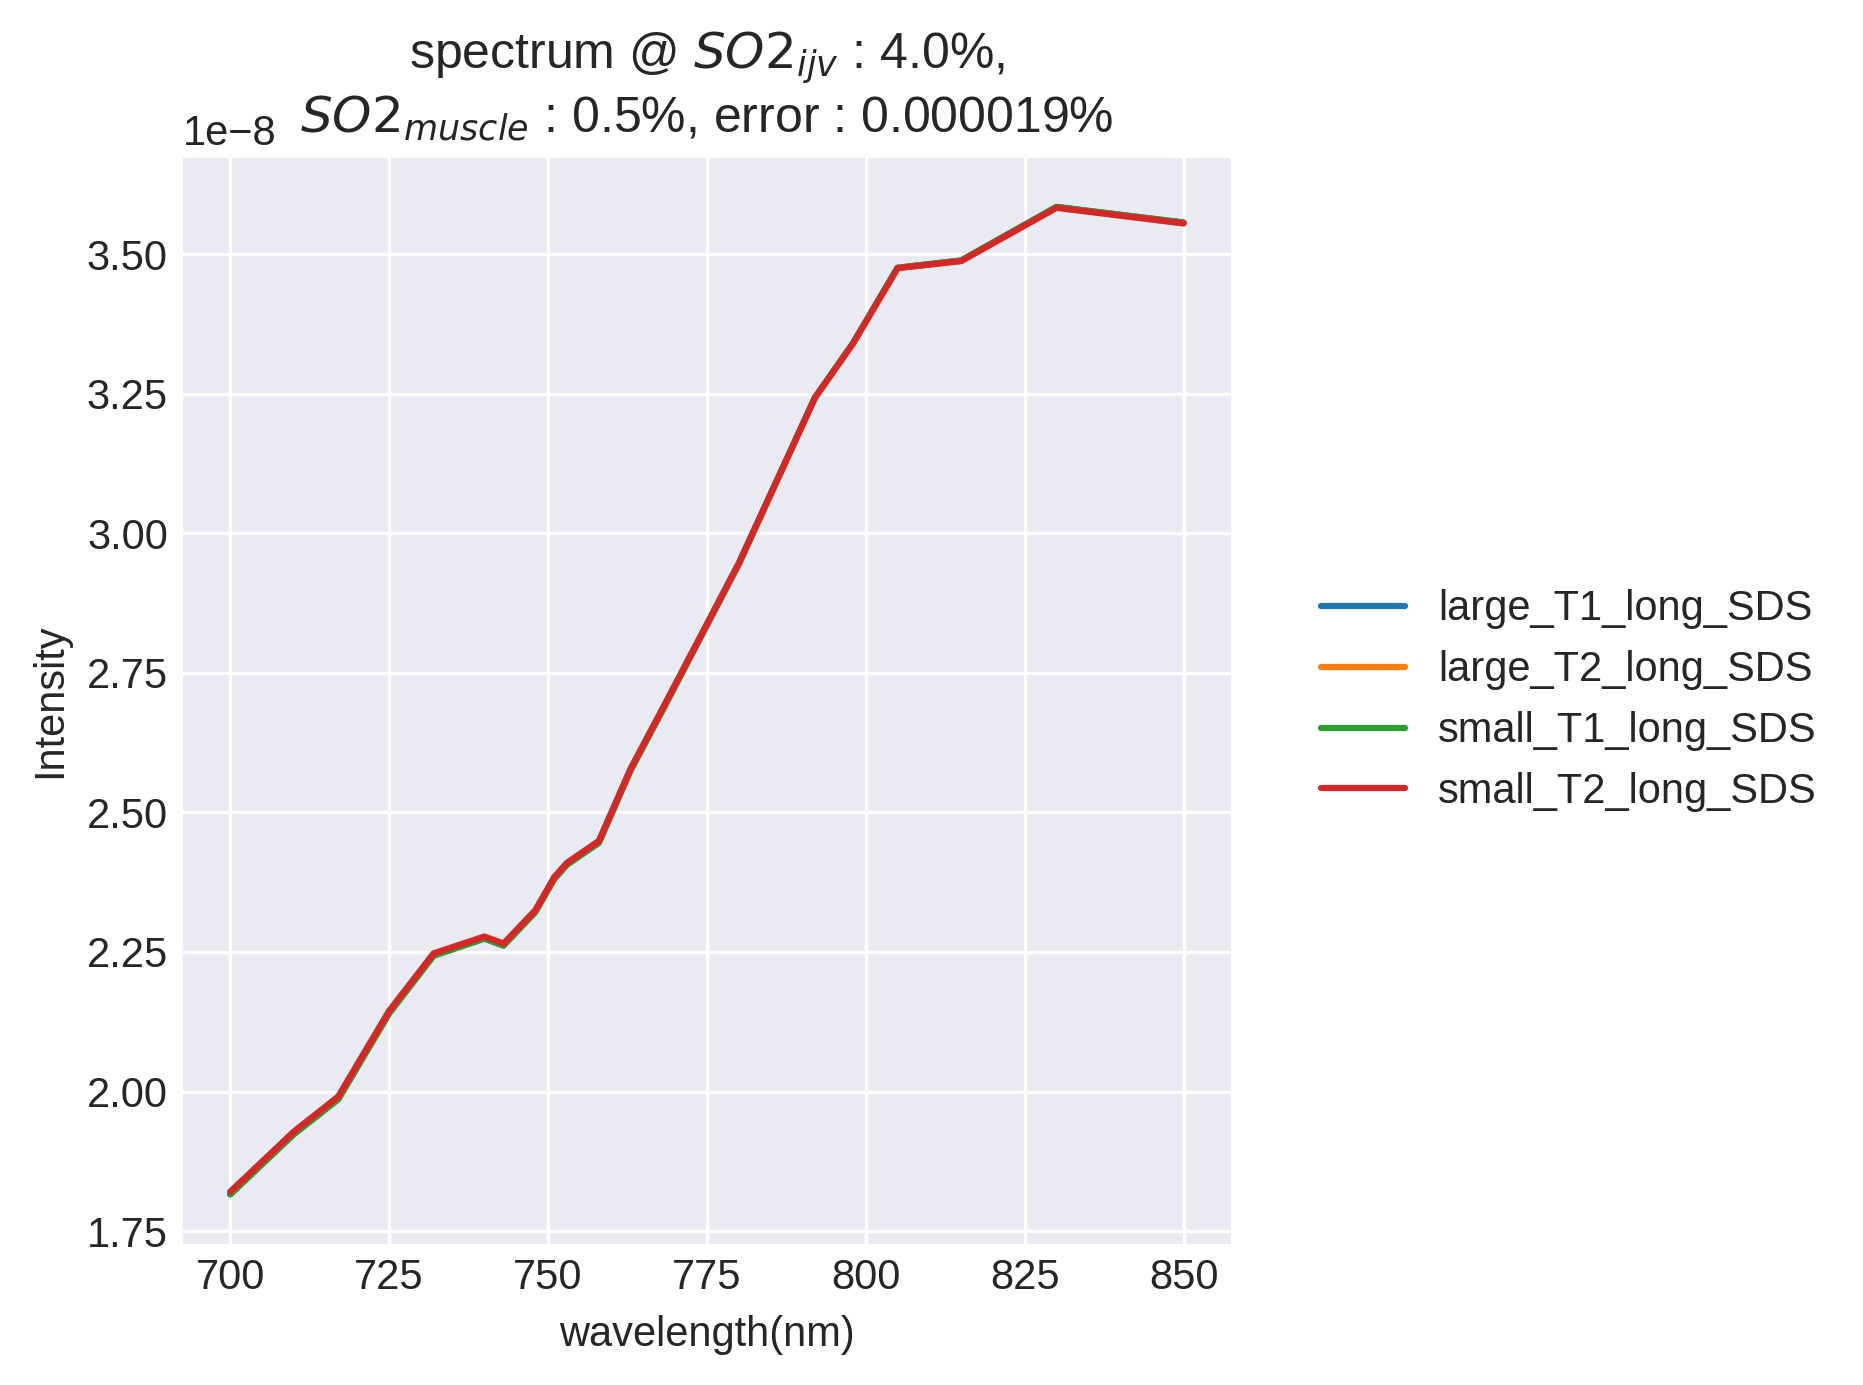 spectrum @ SO2ijv : 4.0%,
SO2muscle : 0.5%, error : 0.000019%
1e−8
3.50
3.25
3.00
2.75
2.50
2.25
2.00
1.75
Intensity
700 725 750 775 800 825 850
wavelength(nm)
large_T1_long_SDS
large_T2_long_SDS
small_T1_long_SDS
small_T2_long_SDS